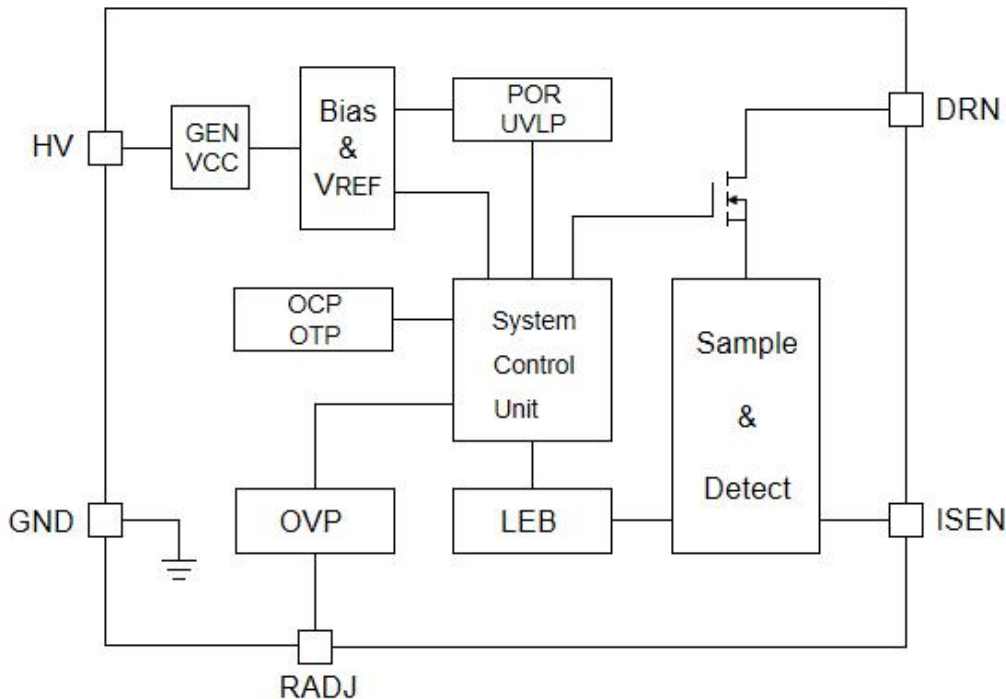 HV
GEN
VCC
Bias
&
VREF
POR
UVLP
DRN
OCP
OTP
System
Control
Unit
Sample
&
Detect
GND
OVP
LEB
ISEN
RADJ